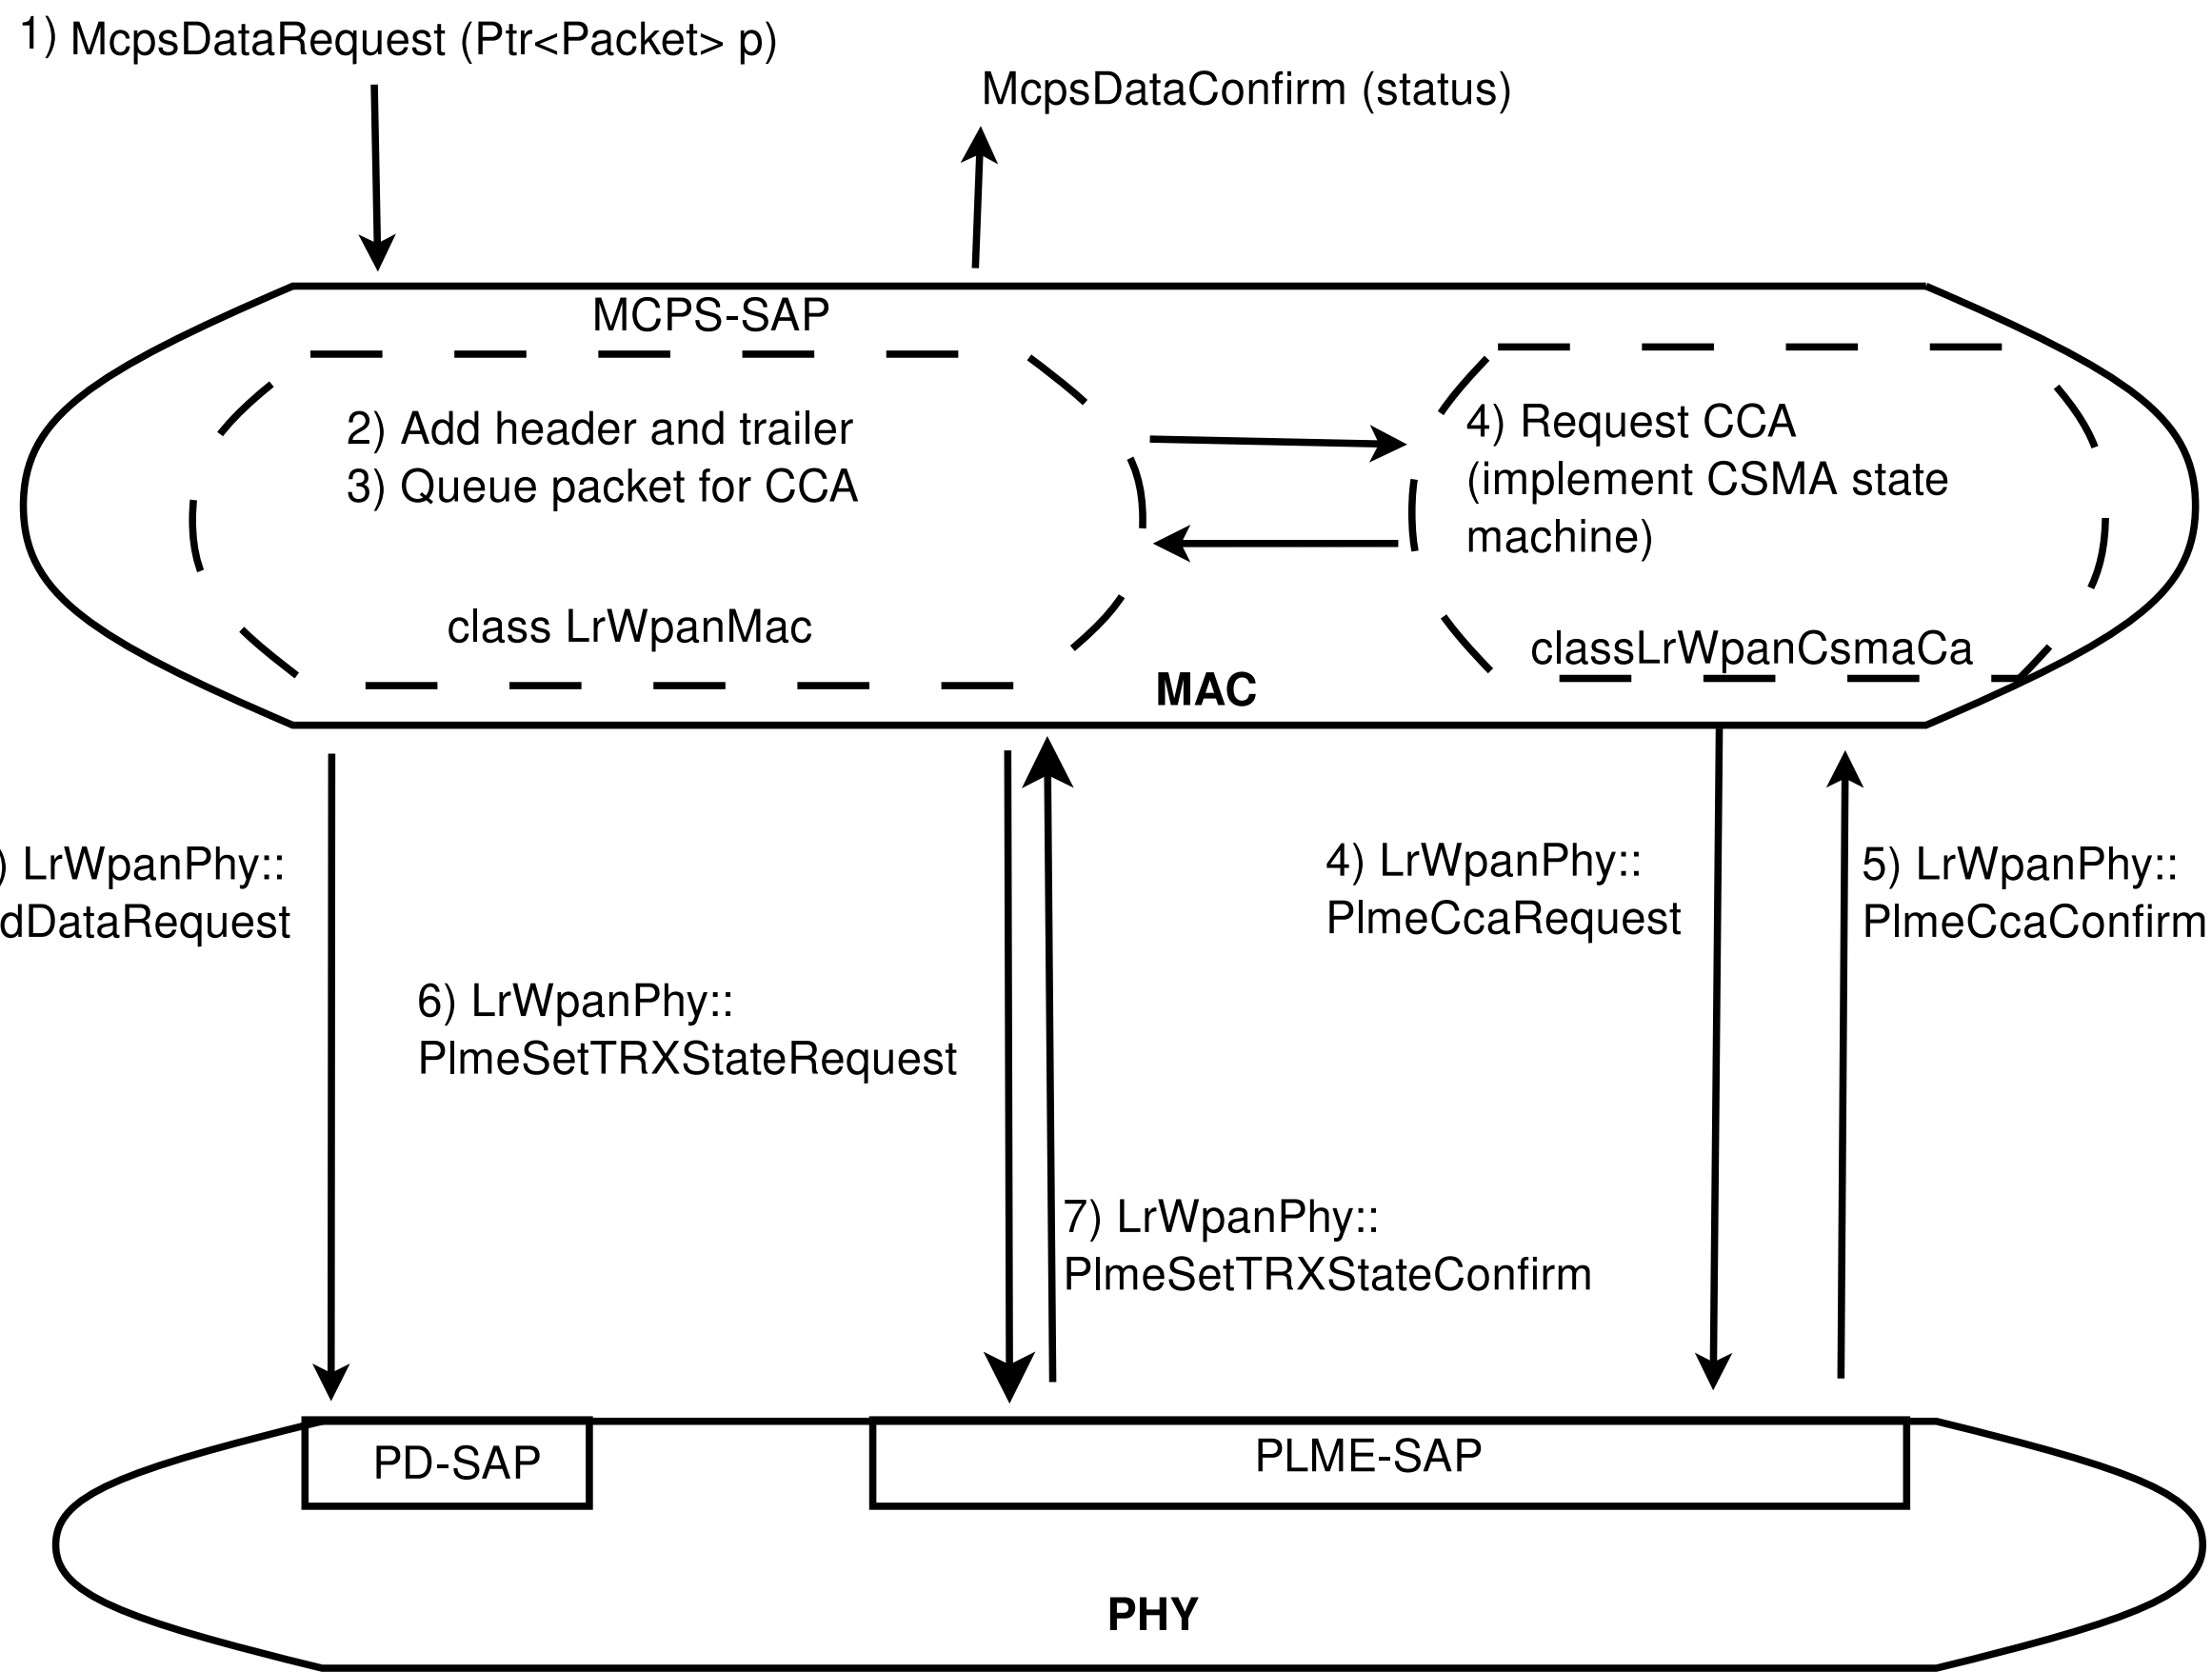 1) McpsDataRequest (Ptr<Packet> p)
McpsDataConfirm (status)
MCPS-SAP
2) Add header and trailer
3) Queue packet for CCA
class LrWpanMac
4) Request CCA
(implement CSMA state
machine)
classLrWpanCsmaCa
MAC
) LrWpanPhy::
dDataRequest
6) LrWpanPhy::
PlmeSetTRXStateRequest
7) LrWpanPhy::
PlmeSetTRXStateConfirm
4) LrWpanPhy::
PlmeCcaRequest
5) LrWpanPhy::
PlmeCcaConfirm
PD-SAP
PLME-SAP
PHY